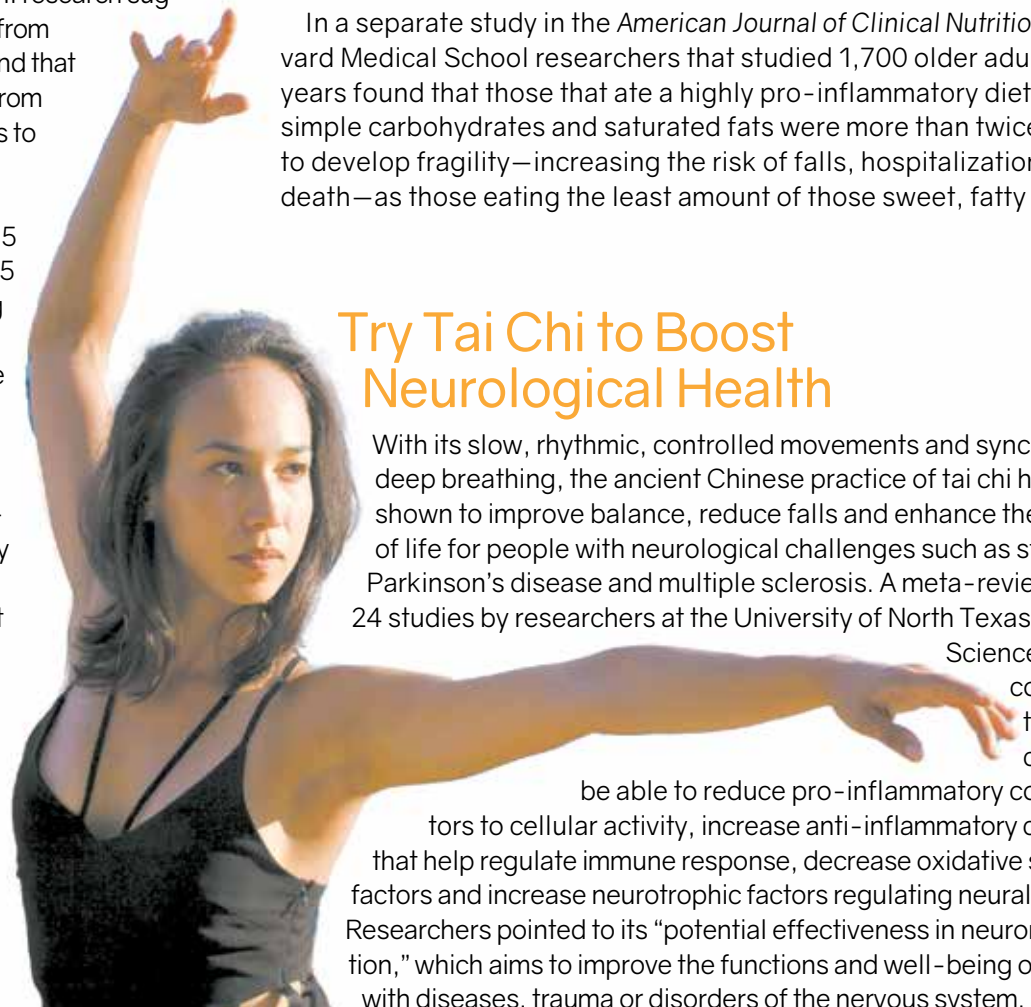 from
nd that
rom
s to
5
5
g
e
y
t
In a separate study in the American Journal of Clinical Nutritio
vard Medical School researchers that studied 1,700 older adu
years found that those that ate a highly pro-inflammatory diet
simple carbohydrates and saturated fats were more than twice
to develop fragility—increasing the risk of falls, hospitalization
death—as those eating the least amount of those sweet, fatty
Try Tai Chi to Boost
Neurological Health
With its slow, rhythmic, controlled movements and sync
deep breathing, the ancient Chinese practice of tai chi h
shown to improve balance, reduce falls and enhance the
of life for people with neurological challenges such as st
Parkinson’s disease and multiple sclerosis. A meta-revie
24 studies by researchers at the University of North Texas
Science
co
t
c
be able to reduce pro-inflammatory co
tors to cellular activity, increase anti-inflammatory c
that help regulate immune response, decrease oxidative s
factors and increase neurotrophic factors regulating neural
Researchers pointed to its “potential effectiveness in neuror
tion,” which aims to improve the functions and well-being o
with diseases, trauma or disorders of the nervous system.